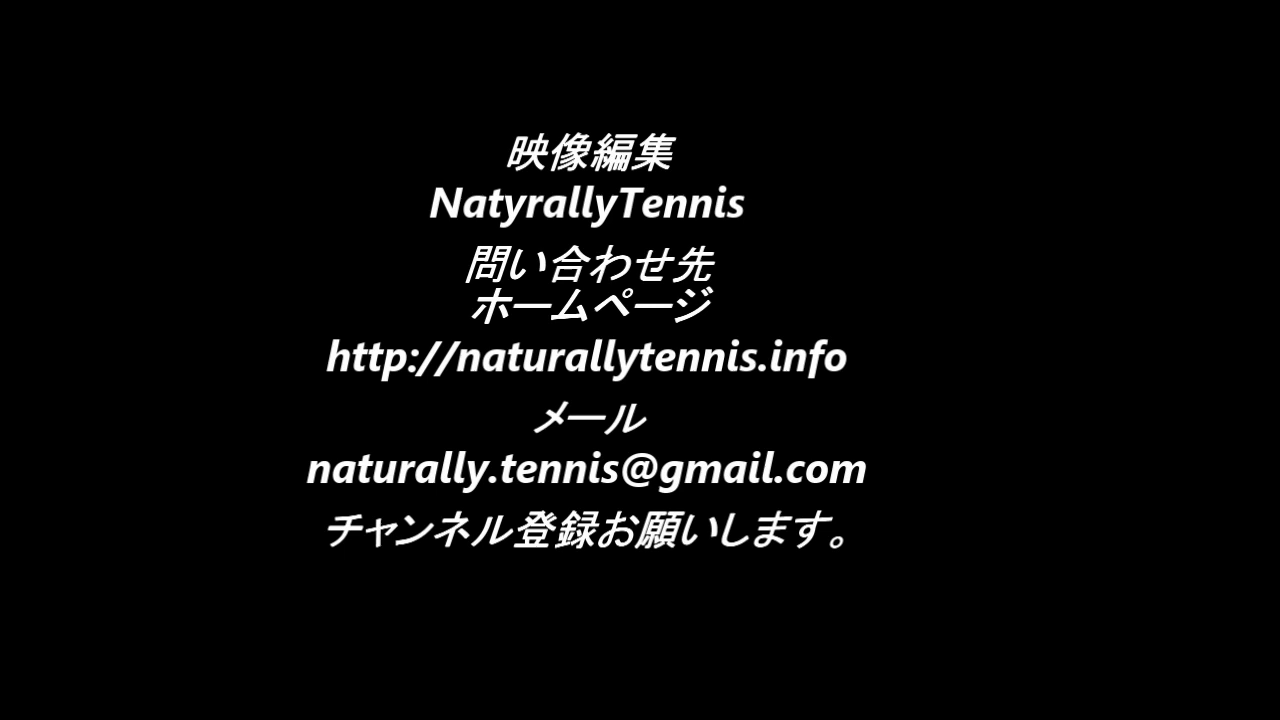 映像編集
NatyrallyTennis
問い合わせ先
ホームページ
http://naturallytennis.info
メール
naturally.tennis@gmail.com
チャンネル登録お願いします。